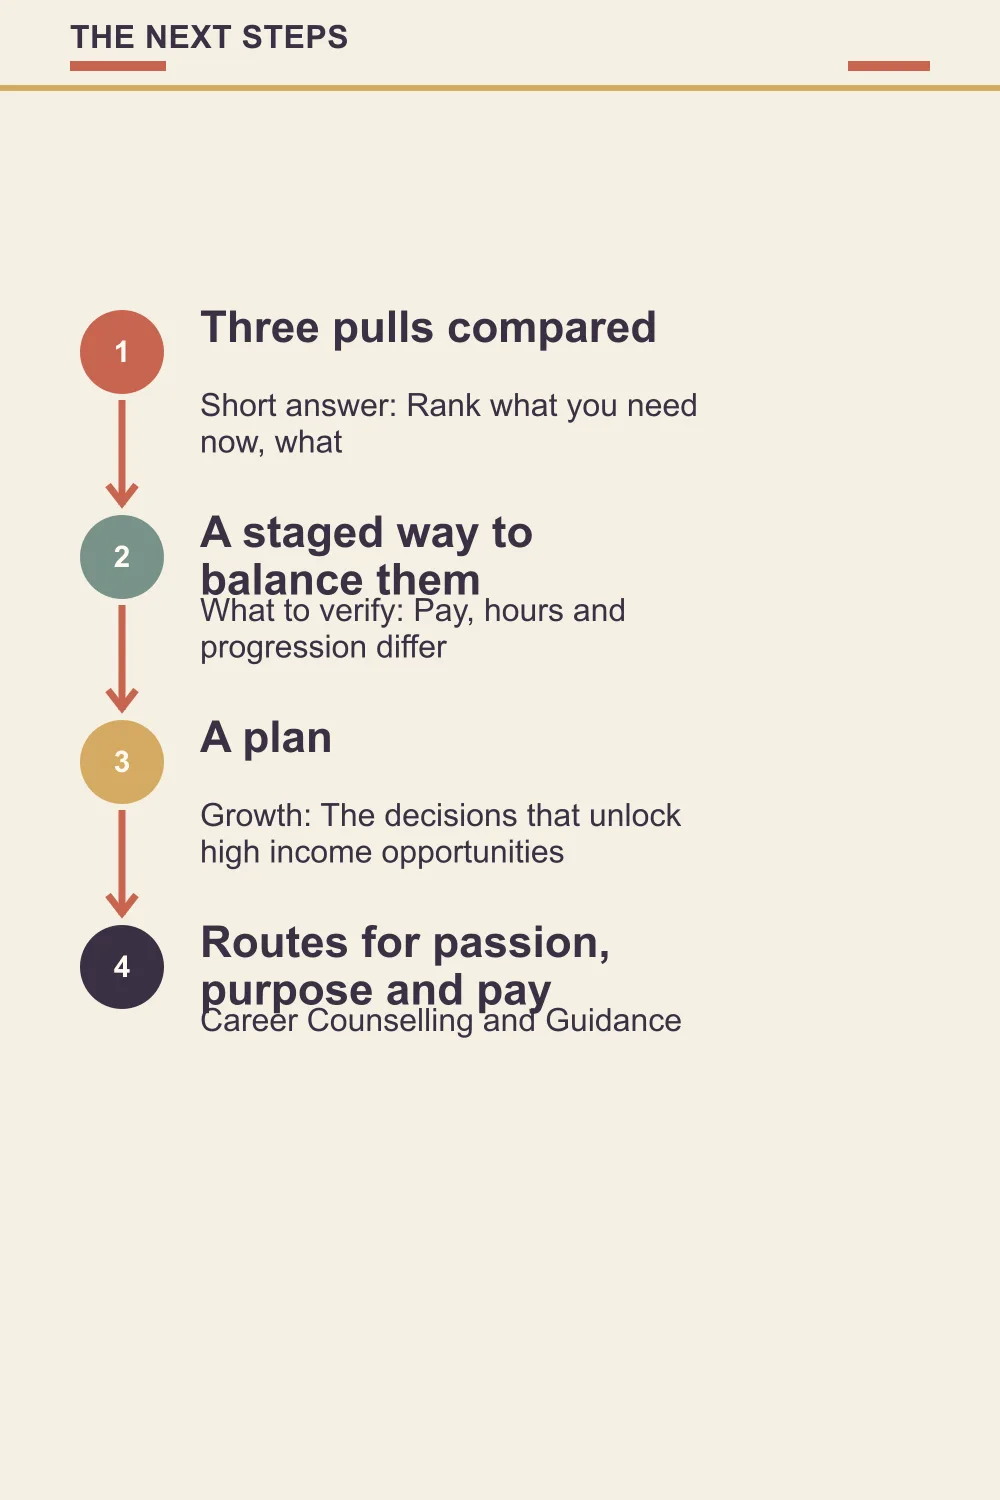 THE NEXT STEPS
1
Three pulls compared
Short answer: Rank what you need
now, what
2
A staged way to
balance them
What to verify: Pay, hours and
progression differ
3
A plan
Growth: The decisions that unlock
high income opportunities
4
Routes for passion,
purpose and pay
Career Counselling and Guidance